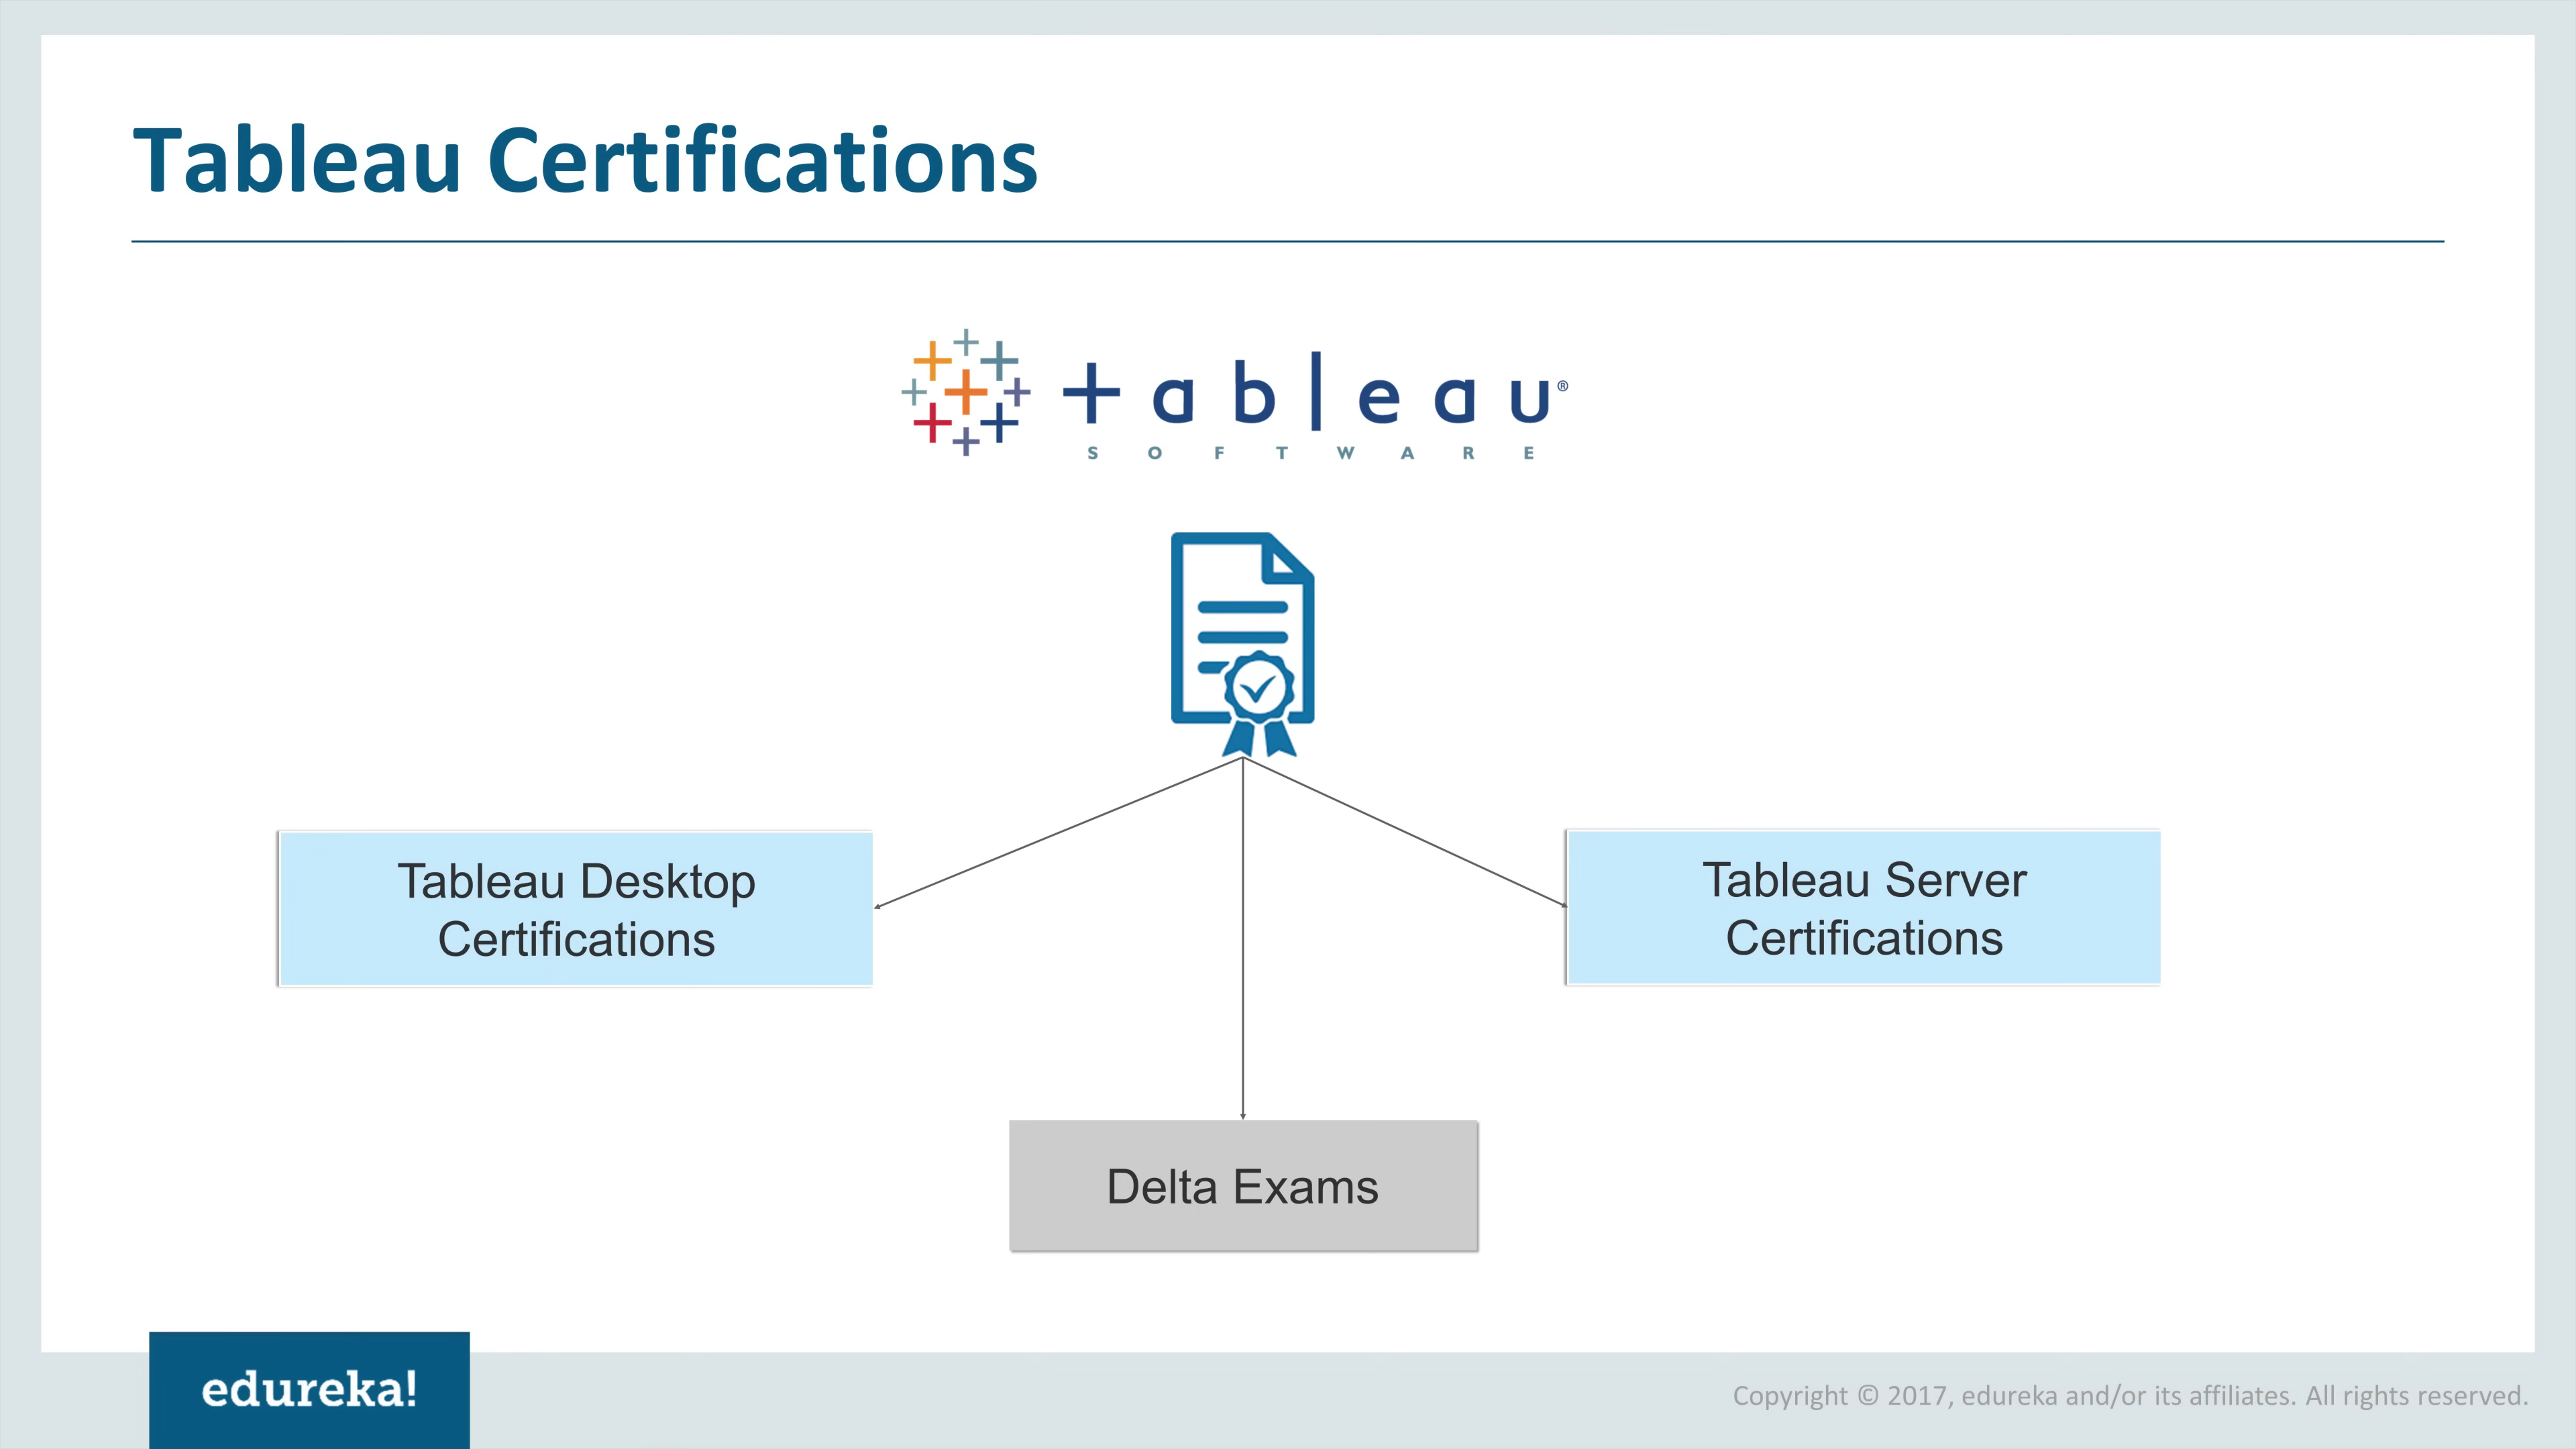 Tableau Certifications
+ableau®
SOFTWARE
Tableau Desktop
Certifications
Tableau Server
Certifications
Delta Exams
edureka!
Copyright © 2017, edureka and/or its affiliates. All rights reserved.